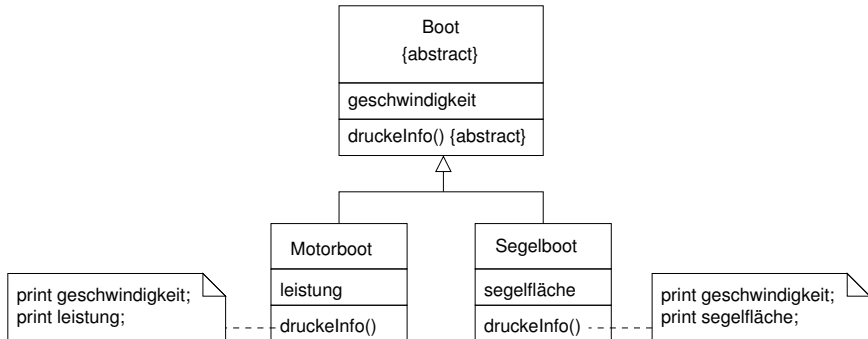 Boot
{abstract}
geschwindigkeit
druckeInfo() {abstract}
Motorboot
leistung
druckeInfo()
Segelboot
segelfläche
druckeInfo()
print geschwindigkeit;
print leistung;
print geschwindigkeit;
print segelfläche;